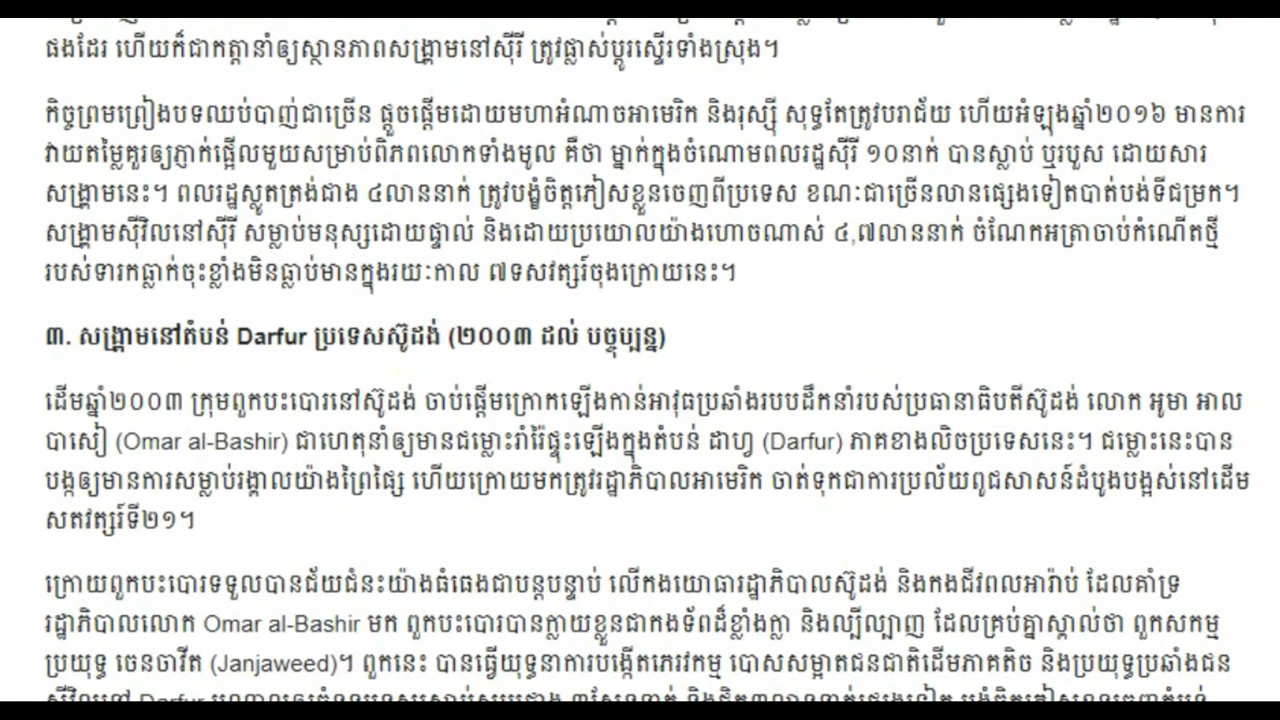 ផងដែរ ហើយក៏ជាកត្តានាំឲ្យស្ថានភាពសង្គ្រាមនៅស៊ីរី ត្រូវផ្លាស់ប្ដូរស្ទើរទាំងស្រុង។
កិច្ចព្រមព្រៀងបទឈប់បាញ់ជាច្រើន ផ្តួចផ្តើមដោយមហាអំណាចអាមេរិក និងរុស្ស៊ី សុទ្ធតែត្រូវបរាជ័យ ហើយអំឡុងឆ្នាំ២០១៦ មានការ
វាយតម្លៃគួរឲ្យភ្ញាក់ផ្អើលមួយសម្រាប់ពិភពលោកទាំងមូល គឺថា ម្នាក់ក្នុងចំណោមពលរដ្ឋស៊ីរី ១០នាក់ បានស្លាប់ ឬរបួស ដោយសារ
សង្គ្រាមនេះ។ ពលរដ្ឋស្លូតត្រង់ជាង ៤លាននាក់ ត្រូវបង្ខំចិត្តភៀសខ្លួនចេញពីប្រទេស ខណៈជាច្រើនលានផ្សេងទៀតបាត់បង់ទីជម្រក។
សង្គ្រាមស៊ីវិលនៅស៊ីរី សម្លាប់មនុស្សដោយផ្ទាល់ និងដោយប្រយោលយ៉ាងហោចណាស់ ៤,៧លាននាក់ ចំណែកអត្រាចាប់កំណើតថ្មី
របស់ទារកធ្លាក់ចុះខ្លាំងមិនធ្លាប់មានក្នុងរយៈកាល ៧ទសវត្សរ៍ចុងក្រោយនេះ។
៣. សង្គ្រាមនៅតំបន់ Darfur ប្រទេសស៊ូដង់ (២០០៣ ដល់ បច្ចុប្បន្ន)
ដើមឆ្នាំ២០០៣ ក្រុមពួកបះបោរនៅស៊ូដង់ ចាប់ផ្តើមក្រោកឡើងកាន់អាវុធប្រឆាំងរបបដឹកនាំរបស់ប្រធានាធិបតីស៊ូដង់ លោក អូមា អាល
បាសៀ (Omar al-Bashir) ជាហេតុនាំឲ្យមានជម្លោះរាំរ៉ៃផ្ទុះឡើងក្នុងតំបន់ ដាហ្វ (Darfur) ភាគខាងលិចប្រទេសនេះ។ ជម្លោះនេះបាន
បង្កឲ្យមានការសម្លាប់រង្គាលយ៉ាងព្រៃផ្សៃ ហើយក្រោយមកត្រូវរដ្ឋាភិបាលអាមេរិក ចាត់ទុកជាការប្រល័យពូជសាសន៍ដំបូងបង្អស់នៅដើម
សតវត្សរ៍ទី២១។
ក្រោយពួកបះបោរទទួលបានជ័យជំនះយ៉ាងធំធេងជាបន្តបន្ទាប់ លើកងយោធារដ្ឋាភិបាលស៊ូដង់ និងកងជីវពលអារ៉ាប់ ដែលគាំទ្រ
រដ្ឋាភិបាលលោក Omar al-Bashir មក ពួកបះបោរបានក្លាយខ្លួនជាកងទ័ពដ៏ខ្លាំងក្លា និងល្បីល្បាញ ដែលគ្រប់គ្នាស្គាល់ថា ពួកសកម្ម
ប្រយុទ្ធ ចេនចាវីត (Janjaweed)។ ពួកនេះ បានធ្វើយុទ្ធនាការបង្កើតភេរវកម្ម បោសសម្អាតជនជាតិដើមភាគតិច និងប្រយុទ្ធប្រឆាំងជន